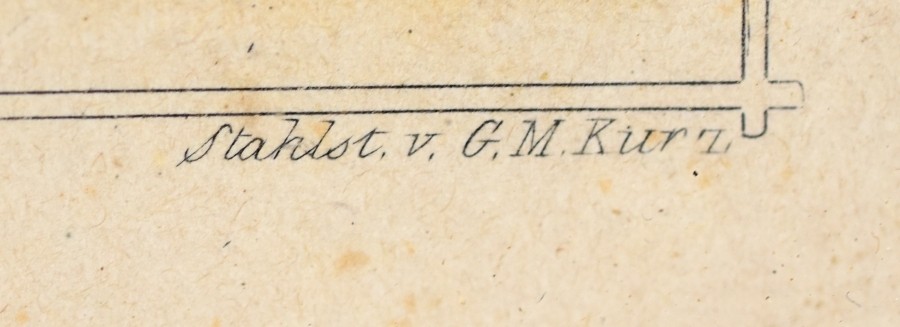 Stahlst. v. G. M. Kurz.